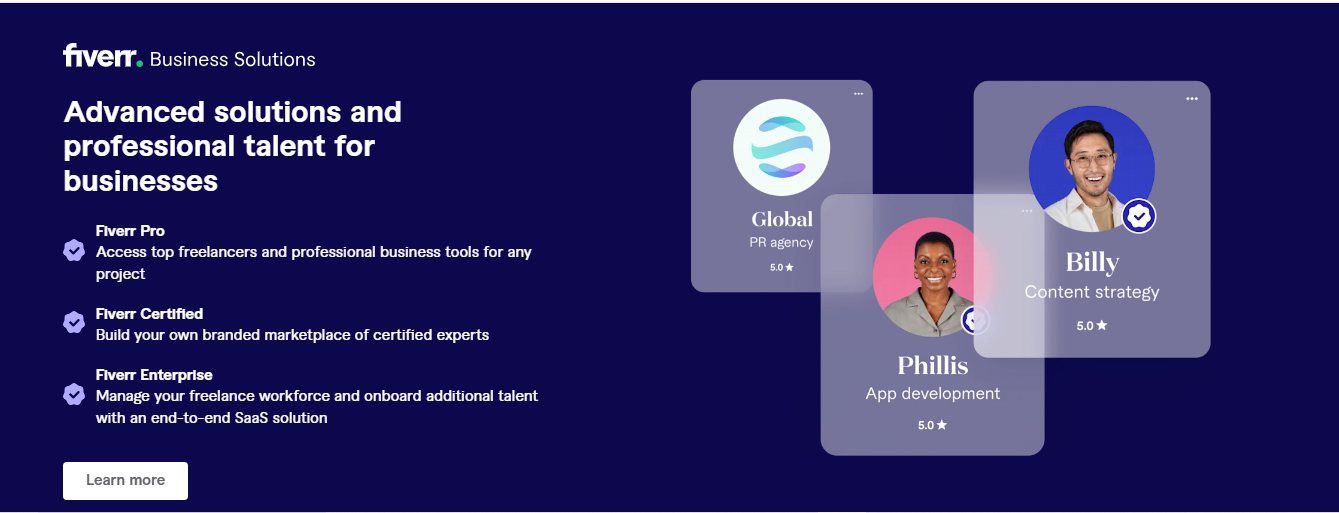 fiverr. Business Solutions
Advanced solutions and
professional talent for
businesses
Fiverr Pro
Access top freelancers and professional business tools for any
project
Fiverr Certified
Build your own branded marketplace of certified experts
Fiverr Enterprise
Manage your freelance workforce and onboard additional talent
with an end-to-end SaaS solution
Learn more
Global
PR agency
5.0 ★
Phillis
App development
5.0 ★
Billy
Content strategy
5.0 ★